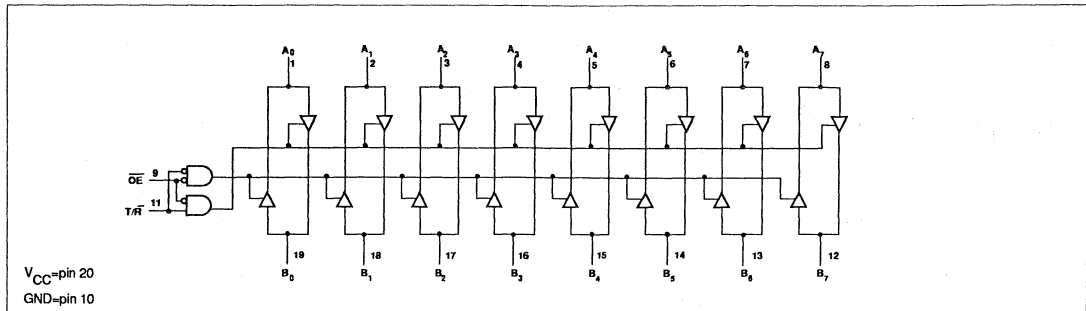 A0 A1 A2 A3 A4 A5 A6 A7
1 2 3 4 5 6 7 8
OE 9
T/R 11
19 18 17 16 15 14 13 12
B0 B1 B2 B3 B4 B5 B6 B7
VCC=pin 20
GND=pin 10